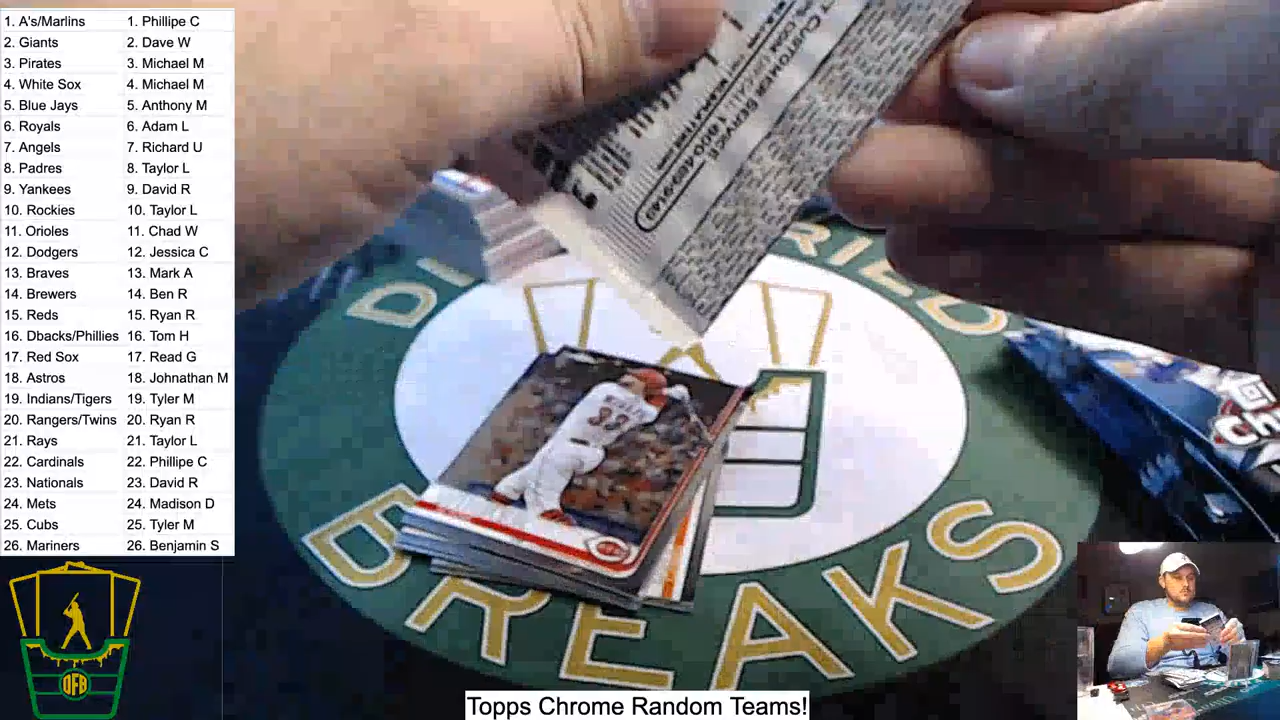 1. A's/Marlins 1. Phillipe C
2. Giants 2. Dave W
3. Pirates 3. Michael M
4. White Sox 4. Michael M
5. Blue Jays 5. Anthony M
6. Royals 6. Adam L
7. Angels 7. Richard U
8. Padres 8. Taylor L
9. Yankees 9. David R
10. Rockies 10. Taylor L
11. Orioles 11. Chad W
12. Dodgers 12. Jessica C
13. Braves 13. Mark A
14. Brewers 14. Ben R
15. Reds 15. Ryan R
16. Dbacks/Phillies 16. Tom H
17. Red Sox 17. Read G
18. Astros 18. Johnathan M
19. Indians/Tigers 19. Tyler M
20. Rangers/Twins 20. Ryan R
21. Rays 21. Taylor L
22. Cardinals 22. Phillipe C
23. Nationals 23. David R
24. Mets 24. Madison D
25. Cubs 25. Tyler M
26. Mariners 26. Benjamin S
CUSTOMER SERVICE
BREAKS
DFB
Topps Chrome Random Teams!